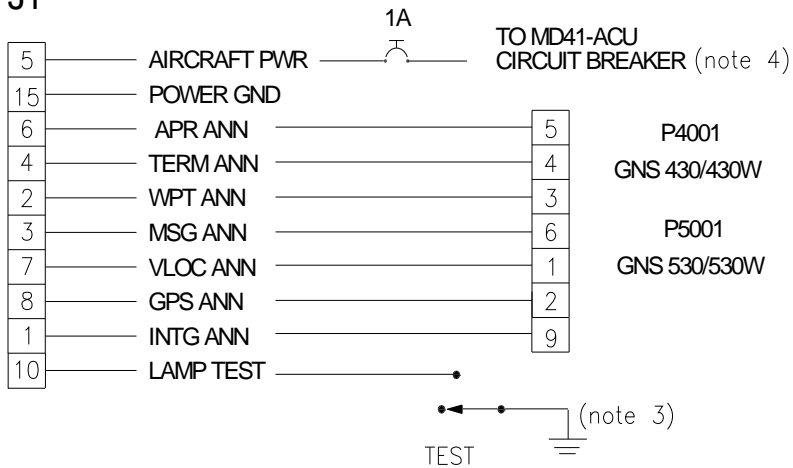 1A
5 AIRCRAFT PWR TO MD41-ACU
CIRCUIT BREAKER (note 4)
15 POWER GND
6 APR ANN 5 P4001
4 TERM ANN 4 GNS 430/430W
2 WPT ANN 3
3 MSG ANN 6 P5001
7 VLOC ANN 1 GNS 530/530W
8 GPS ANN 2
1 INTG ANN 9
10 LAMP TEST
(note 3)
TEST